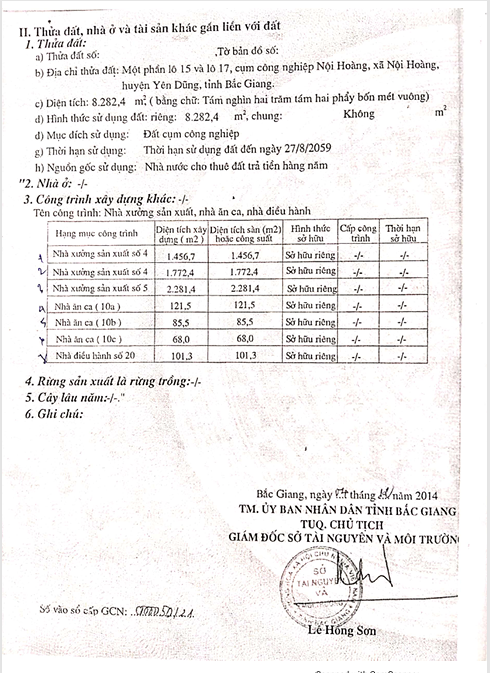 II. Thửa đất, nhà ở và tài sản khác gắn liền với đất
1. Thửa đất:
a) Thửa đất số: ,Tờ bản đồ số:
b) Địa chỉ thửa đất: Một phần lô 15 và lô 17, cụm công nghiệp Nội Hoàng, xã Nội Hoàng,
huyện Yên Dũng, tỉnh Bắc Giang.
c) Diện tích: 8.282,4 m² ( bằng chữ: Tám nghìn hai trăm tám hai phẩy bốn mét vuông)
d) Hình thức sử dụng đất: riêng: 8.282,4 m², chung: Không m²
d) Mục đích sử dụng: Đất cụm công nghiệp
g) Thời hạn sử dụng: Thời hạn sử dụng đất đến ngày 27/8/2059
h) Nguồn gốc sử dụng: Nhà nước cho thuê đất trả tiền hàng năm
"2. Nhà ở: -/-
3. Công trình xây dựng khác: -/-
Tên công trình: Nhà xưởng sản xuất, nhà ăn ca, nhà điều hành
Hạng mục công trình Diện tích xây dựng ( m2 ) Diện tích sàn (m2) hoặc công suất Hình thức sở hữu Cấp công trình Thời hạn sở hữu
Nhà xưởng sản xuất số 4 1.456,7 1.456,7 Sở hữu riêng -/- -/-
Nhà xưởng sản xuất số 4 1.772,4 1.772,4 Sở hữu riêng -/- -/-
Nhà xưởng sản xuất số 5 2.281,4 2.281,4 Sở hữu riêng -/- -/-
Nhà ăn ca ( 10a ) 121,5 121,5 Sở hữu riêng -/- -/-
Nhà ăn ca ( 10b ) 85,5 85,5 Sở hữu riêng -/- -/-
Nhà ăn ca ( 10c ) 68,0 68,0 Sở hữu riêng -/- -/-
Nhà điều hành số 20 101,3 101,3 Sở hữu riêng -/- -/-
4. Rừng sản xuất là rừng trồng:-/-
5. Cây lâu năm:-/-."
6. Ghi chú:
Bắc Giang, ngày tháng năm 2014
TM. ỦY BAN NHÂN DÂN TỈNH BẮC GIANG
TUQ. CHỦ TỊCH
GIÁM ĐỐC SỞ TÀI NGUYÊN VÀ MÔI TRƯỜNG
SỞ
TÀI NGUYÊN
VÀ
Số vào sổ cấp GCN:
Lê Hồng Sơn